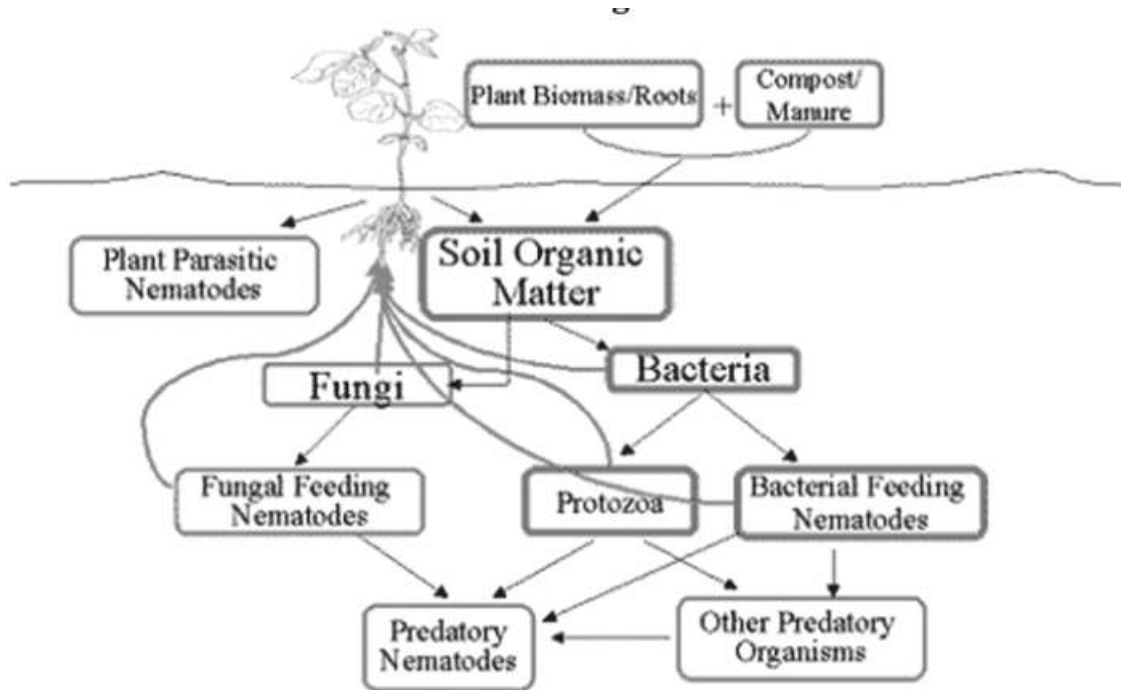 Plant Biomass/Roots
+
Compost/
Manure
Plant Parasitic
Nematodes
Soil Organic
Matter
Fungi
Bacteria
Fungal Feeding
Nematodes
Protozoa
Bacterial Feeding
Nematodes
Predatory
Nematodes
Other Predatory
Organisms